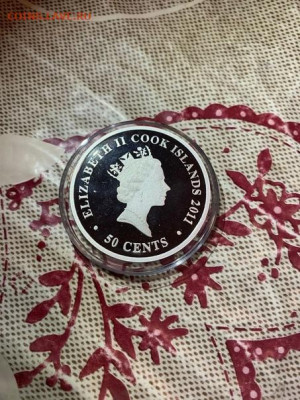 ELIZABETH II COOK ISLANDS 2011
50 CENTS